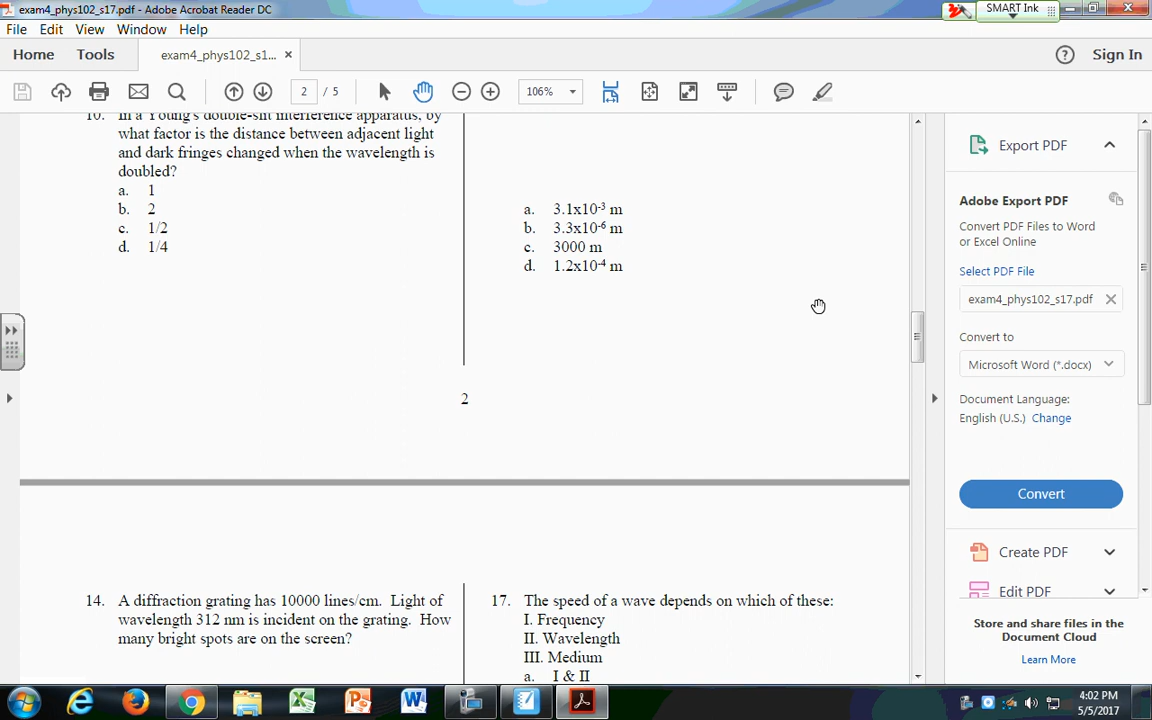 exam4_phys102_s17.pdf - Adobe Acrobat Reader DC
SMART Ink
File Edit View Window Help
Home Tools exam4_phys102_s1... ×
Sign In
2 / 5
106%
10. In a Young's double-slit interference apparatus, by
what factor is the distance between adjacent light
and dark fringes changed when the wavelength is
doubled?
a. 1
b. 2
c. 1/2
d. 1/4
a. 3.1x10-3 m
b. 3.3x10-6 m
c. 3000 m
d. 1.2x10-4 m
2
14. A diffraction grating has 10000 lines/cm. Light of
wavelength 312 nm is incident on the grating. How
many bright spots are on the screen?
17. The speed of a wave depends on which of these:
I. Frequency
II. Wavelength
III. Medium
a. I & II
Export PDF
Adobe Export PDF
Convert PDF Files to Word
or Excel Online
Select PDF File
exam4_phys102_s17.pdf
Convert to
Microsoft Word (*.docx)
Document Language:
English (U.S.) Change
Convert
Create PDF
Edit PDF
Store and share files in the
Document Cloud
Learn More
4:02 PM
5/5/2017